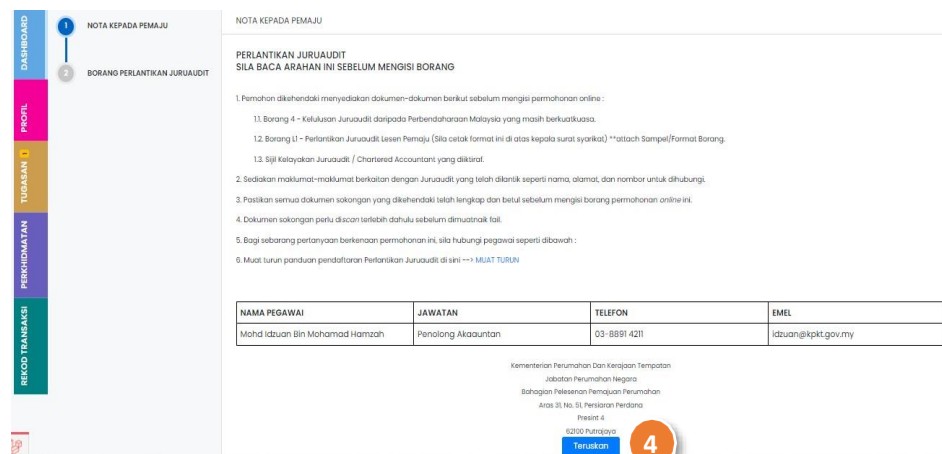 DASHBOARD
PROFIL
TUGASAN 1
PERKHIDMATAN
REKOD TRANSAKSI
1 NOTA KEPADA PEMAJU
2 BORANG PERLANTIKAN JURUAUDIT
NOTA KEPADA PEMAJU
PERLANTIKAN JURUAUDIT
SILA BACA ARAHAN INI SEBELUM MENGISI BORANG
1. Pemohon dikehendaki menyediakan dokumen-dokumen berikut sebelum mengisi permohonan online :
1.1. Borang 4 - Kelulusan Juruaudit daripada Perbendaharaan Malaysia yang masih berkuatkuasa.
1.2. Borang L1 - Perlantikan Juruaudit Lesen Pemaju (Sila cetak format ini di atas kepala surat syarikat) **attach Sampel/Format Borang.
1.3. Sijil Kelayakan Juruaudit / Chartered Accountant yang diiktiraf.
2. Sediakan maklumat-maklumat berkaitan dengan Juruaudit yang telah dilantik seperti nama, alamat, dan nombor untuk dihubungi.
3. Pastikan semua dokumen sokongan yang dikehendaki telah lengkap dan betul sebelum mengisi borang permohonan online ini.
4. Dokumen sokongan perlu discan terlebih dahulu sebelum dimuatnaik fail.
5. Bagi sebarang pertanyaan berkenaan permohonan ini, sila hubungi pegawai seperti dibawah :
6. Muat turun panduan pendaftaran Perlantikan Juruaudit di sini --> MUAT TURUN
NAMA PEGAWAI JAWATAN TELEFON EMEL
Mohd Idzuan Bin Mohamad Hamzah Penolong Akaauntan 03-8891 4211 idzuan@kpkt.gov.my
Kementerian Perumahan Dan Kerajaan Tempatan
Jabatan Perumahan Negara
Bahagian Pelesenan Pemajuan Perumahan
Aras 31, No. 51, Persiaran Perdana
Presint 4
62100 Putrajaya
Teruskan 4